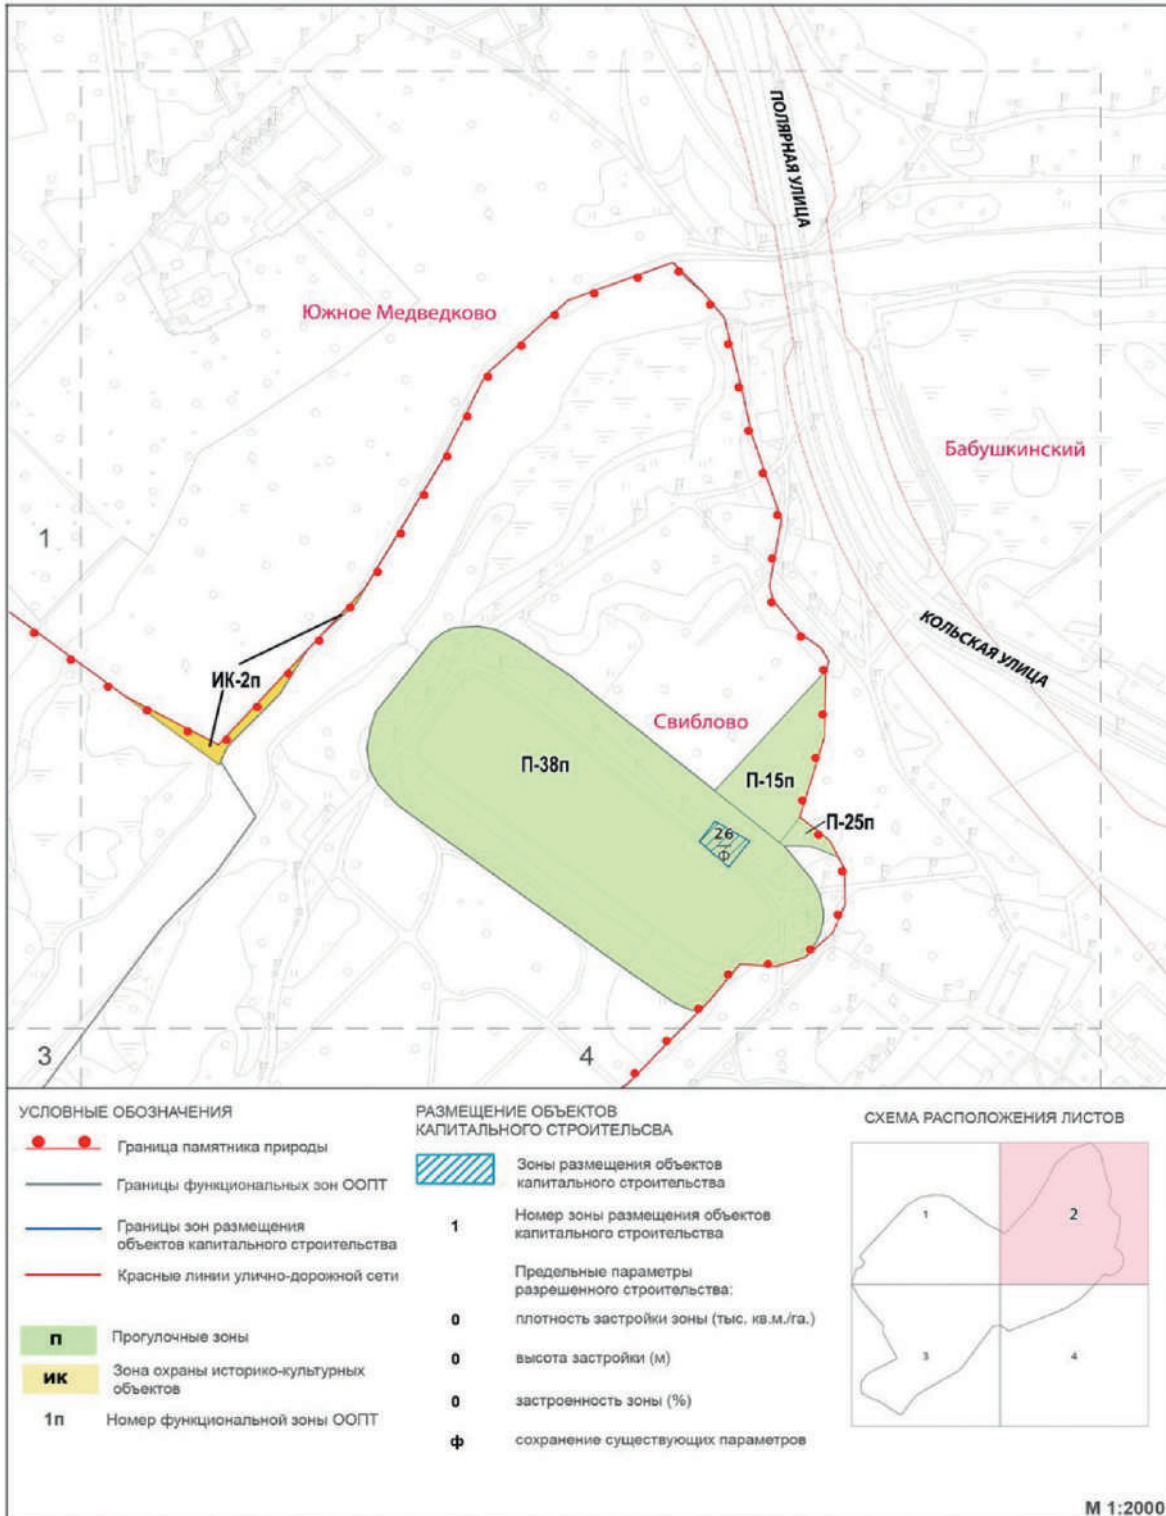 ПОЛЯРНАЯ УЛИЦА
Южное Медведково
Бабушкинский
1
КОЛЬСКАЯ УЛИЦА
ИК-2п
Свиблово
П-38п
П-15п
П-25п
26
ф
3
4
УСЛОВНЫЕ ОБОЗНАЧЕНИЯ
Граница памятника природы
Границы функциональных зон ООПТ
Границы зон размещения
объектов капитального строительства
Красные линии улично-дорожной сети
п
Прогулочные зоны
ик
Зона охраны историко-культурных
объектов
1п
Номер функциональной зоны ООПТ
РАЗМЕЩЕНИЕ ОБЪЕКТОВ
КАПИТАЛЬНОГО СТРОИТЕЛЬСВА
Зоны размещения объектов
капитального строительства
1
Номер зоны размещения объектов
капитального строительства
Предельные параметры
разрешенного строительства:
0
плотность застройки зоны (тыс. кв.м./га.)
0
высота застройки (м)
0
застроенность зоны (%)
ф
сохранение существующих параметров
СХЕМА РАСПОЛОЖЕНИЯ ЛИСТОВ
1
2
3
4
М 1:2000